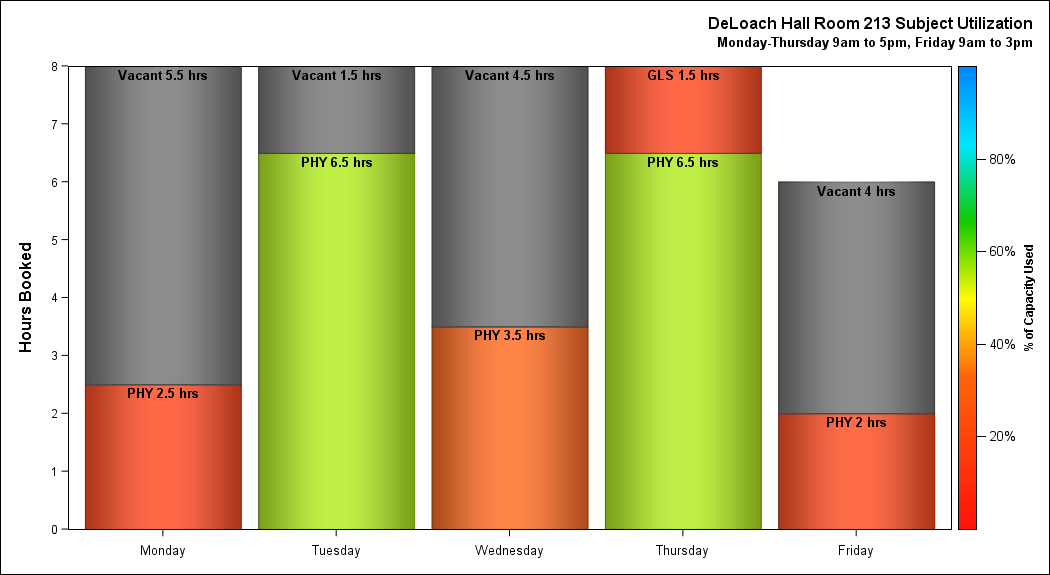 DeLoach Hall Room 213 Subject Utilization
Monday-Thursday 9am to 5pm, Friday 9am to 3pm
Hours Booked
8
7
6
5
4
3
2
1
0
Vacant 5.5 hrs
PHY 2.5 hrs
Vacant 1.5 hrs
PHY 6.5 hrs
Vacant 4.5 hrs
PHY 3.5 hrs
GLS 1.5 hrs
PHY 6.5 hrs
Vacant 4 hrs
PHY 2 hrs
Monday
Tuesday
Wednesday
Thursday
Friday
80%
60%
40%
20%
% of Capacity Used